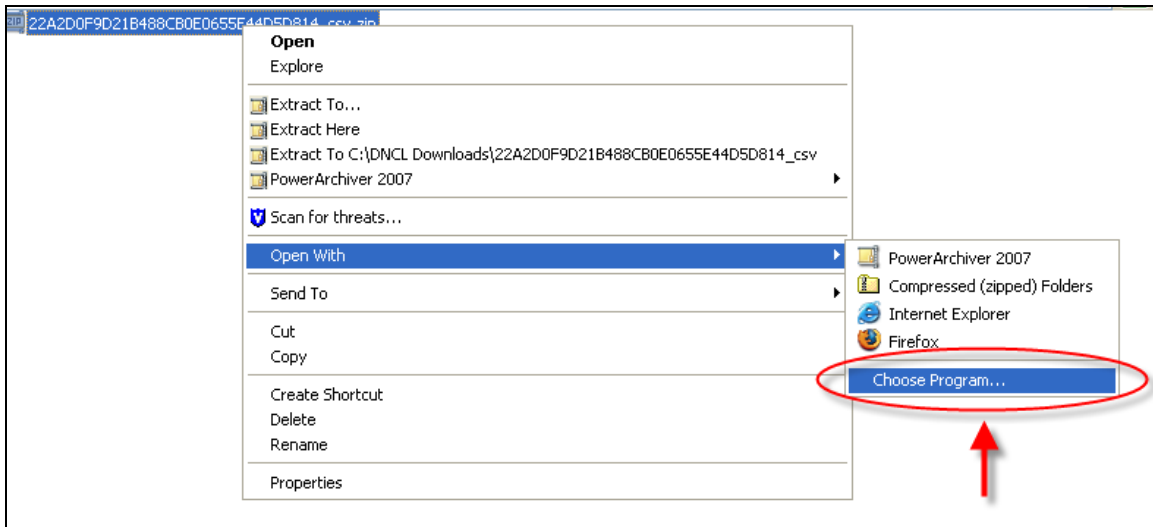 22A2D0F9D21B488CB0E0655E44D5D814_csv.zip
Open
Explore
Extract To...
Extract Here
Extract To C:\DNCL Downloads\22A2D0F9D21B488CB0E0655E44D5D814_csv
PowerArchiver 2007
Scan for threats...
Open With
Send To
Cut
Copy
Create Shortcut
Delete
Rename
Properties
PowerArchiver 2007
Compressed (zipped) Folders
Internet Explorer
Firefox
Choose Program...